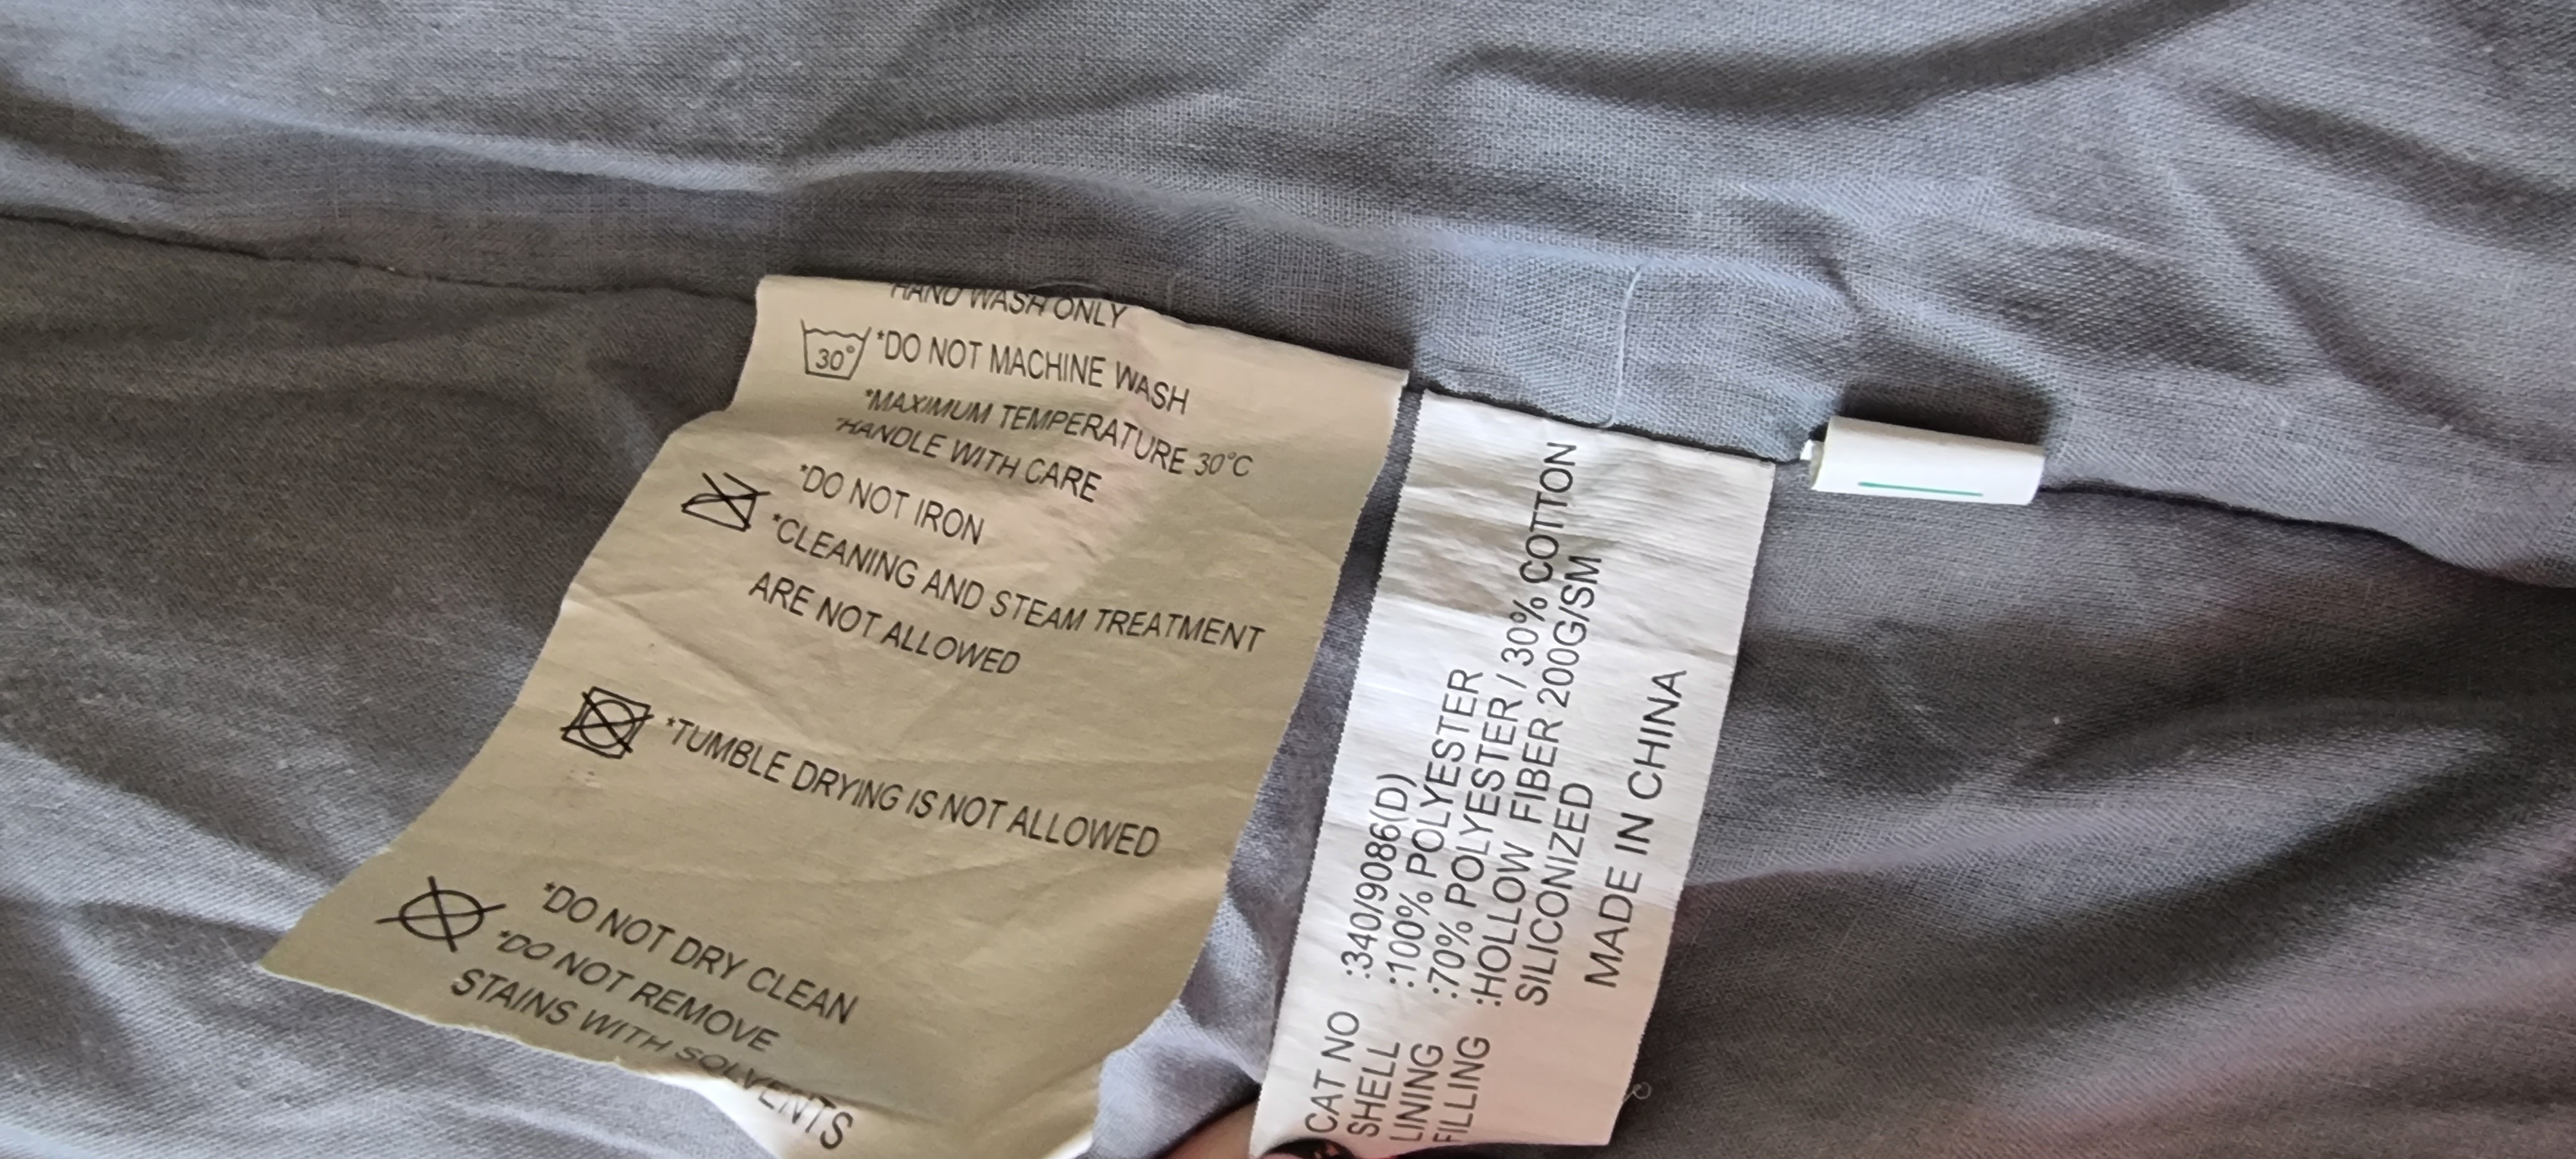 HAND WASH ONLY
30°
*DO NOT MACHINE WASH
*MAXIMUM TEMPERATURE 30°C
*HANDLE WITH CARE
*DO NOT IRON
*CLEANING AND STEAM TREATMENT
ARE NOT ALLOWED
*TUMBLE DRYING IS NOT ALLOWED
*DO NOT DRY CLEAN
*DO NOT REMOVE
STAINS WITH SOLVENTS
CAT NO :340/9086(D)
SHELL :100% POLYESTER
LINING :70% POLYESTER / 30% COTTON
FILLING :HOLLOW FIBER 200G/SM
SILICONIZED
MADE IN CHINA